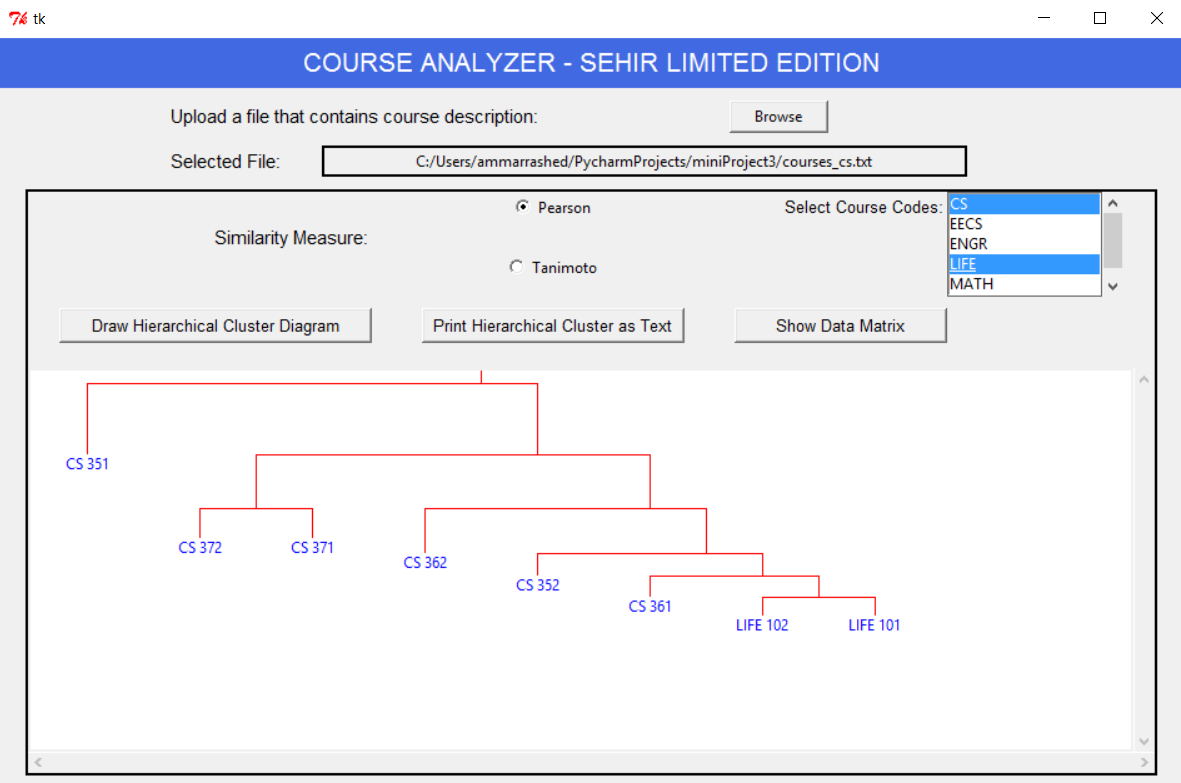 tk
COURSE ANALYZER - SEHIR LIMITED EDITION
Upload a file that contains course description:
Browse
Selected File:
C:/Users/ammarrashed/PycharmProjects/miniProject3/courses_cs.txt
Similarity Measure:
Pearson
Tanimoto
Select Course Codes:
CS
EECS
ENGR
LIFE
MATH
Draw Hierarchical Cluster Diagram
Print Hierarchical Cluster as Text
Show Data Matrix
CS 351
CS 372
CS 371
CS 362
CS 352
CS 361
LIFE 102
LIFE 101